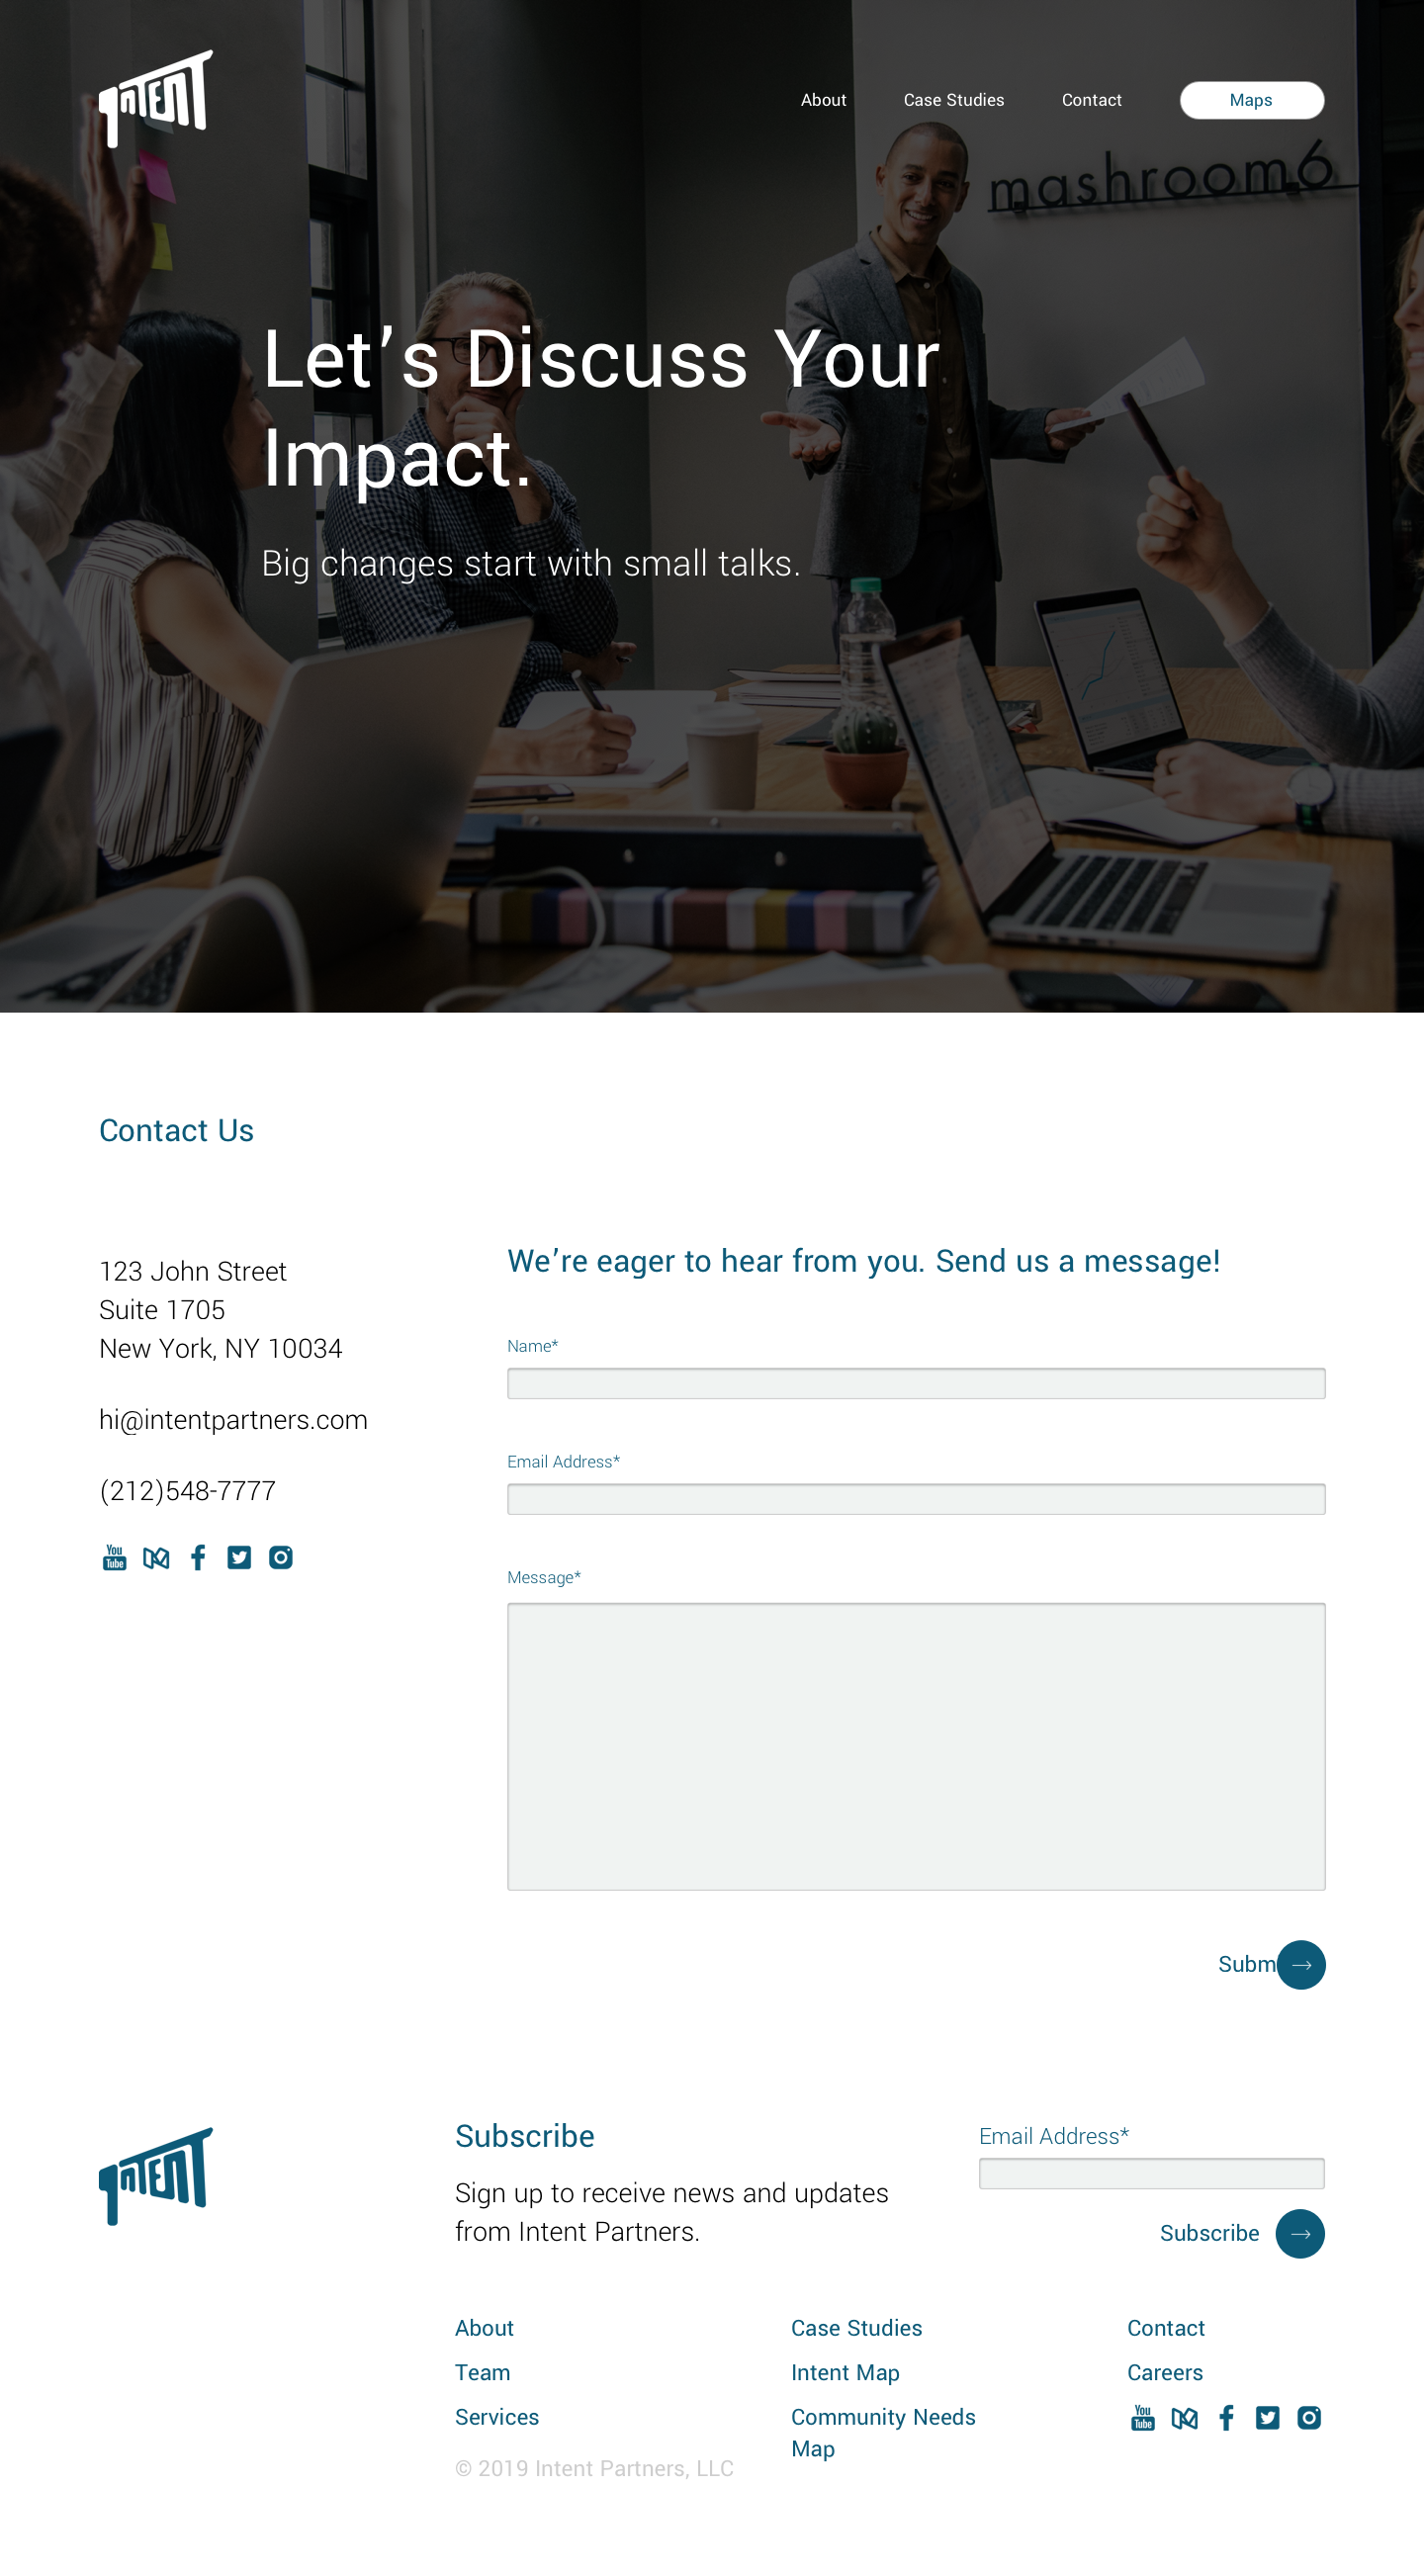 INTENT
About
Case Studies
Contact
Maps
mashroom6
Let’s Discuss Your
Impact.
Big changes start with small talks.
Contact Us
123 John Street
Suite 1705
New York, NY 10034
hi@intentpartners.com
(212)548-7777
You
Tube
We’re eager to hear from you. Send us a message!
Name*
Email Address*
Message*
Subm
INTENT
Subscribe
Sign up to receive news and updates
from Intent Partners.
Email Address*
Subscribe
About
Team
Services
Case Studies
Intent Map
Community Needs
Map
Contact
Careers
You
Tube
© 2019 Intent Partners, LLC